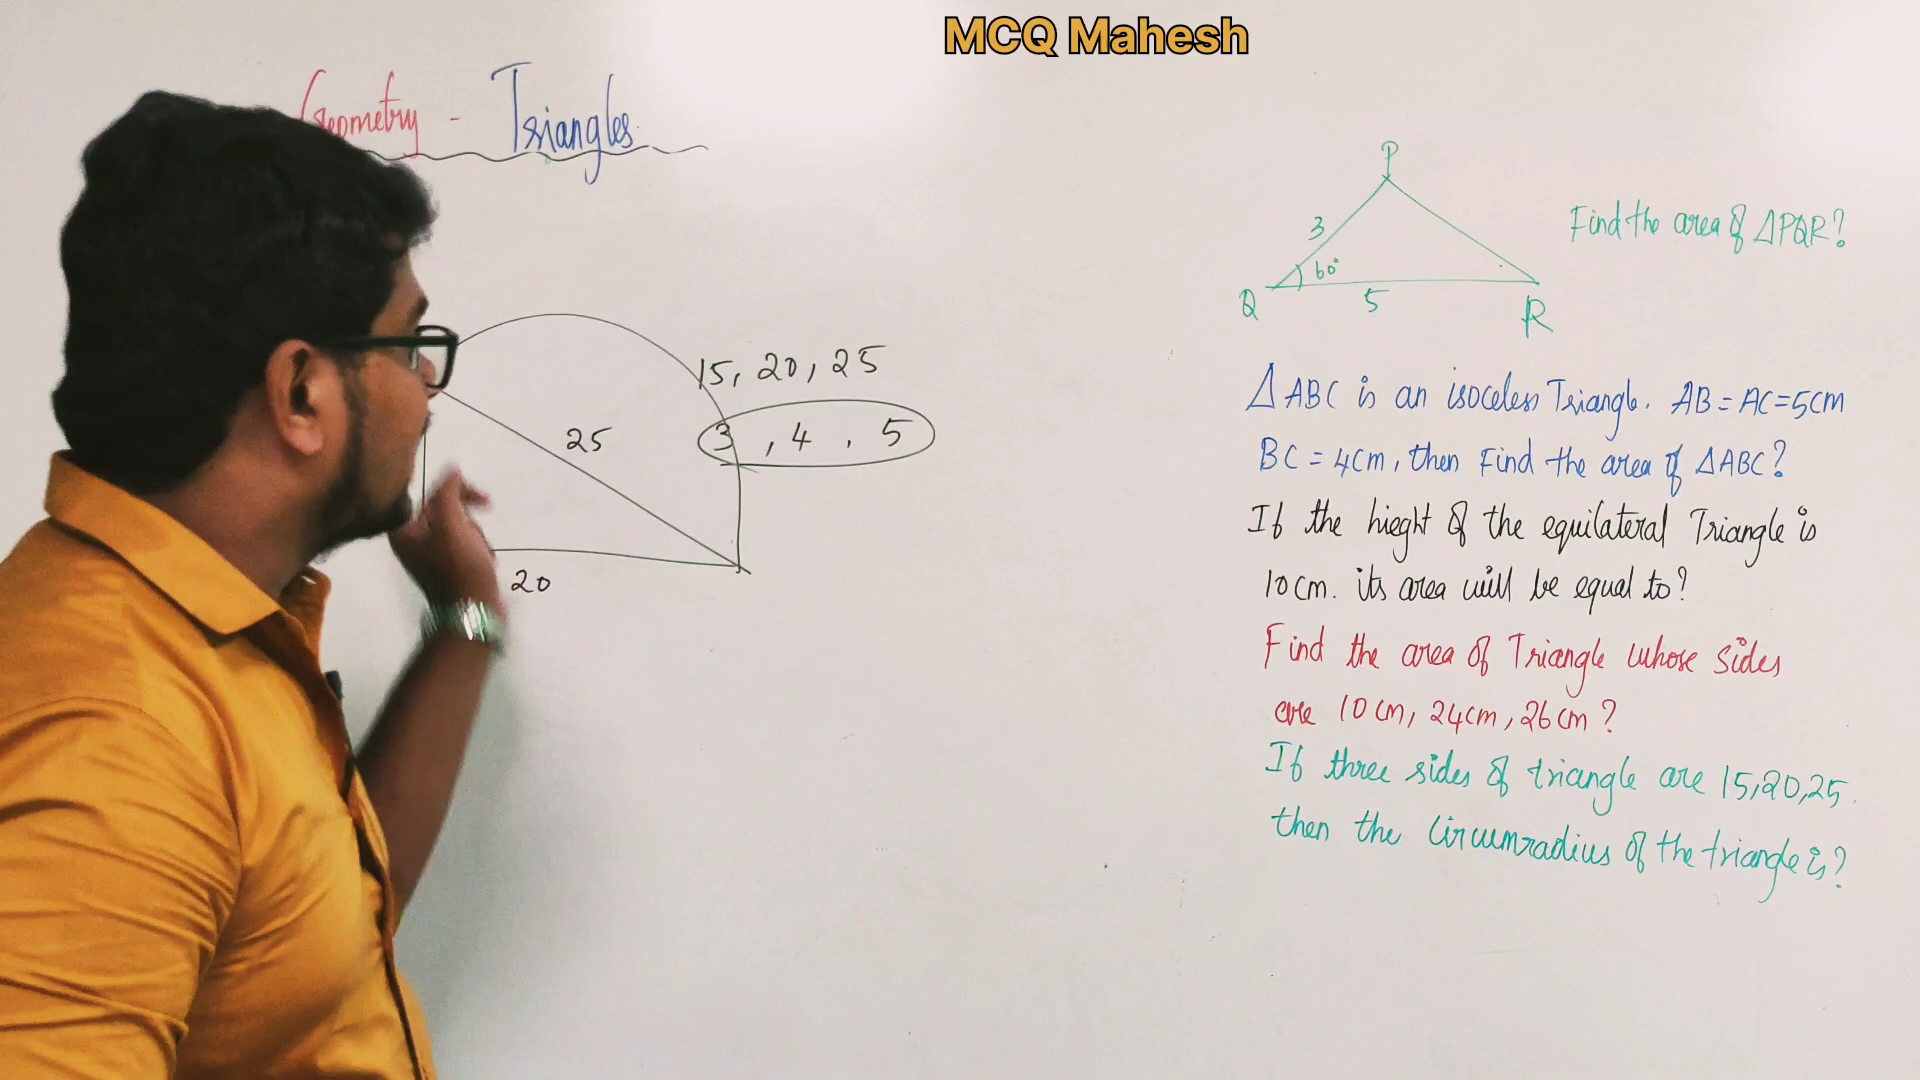 MCQ Mahesh
Geometry - Triangles
15, 20, 25
3, 4, 5
25
20
P
3
60°
Q
5
R
Find the area of ΔPQR?
ΔABC is an isoceless Triangle. AB = AC = 5cm
BC = 4cm, then Find the area of ΔABC?
If the hieght of the equilateral Triangle is
10cm. its area will be equal to?
Find the area of Triangle whose sides
are 10cm, 24cm, 26cm?
If three sides of triangle are 15,20,25.
then the Circumradius of the triangle is?